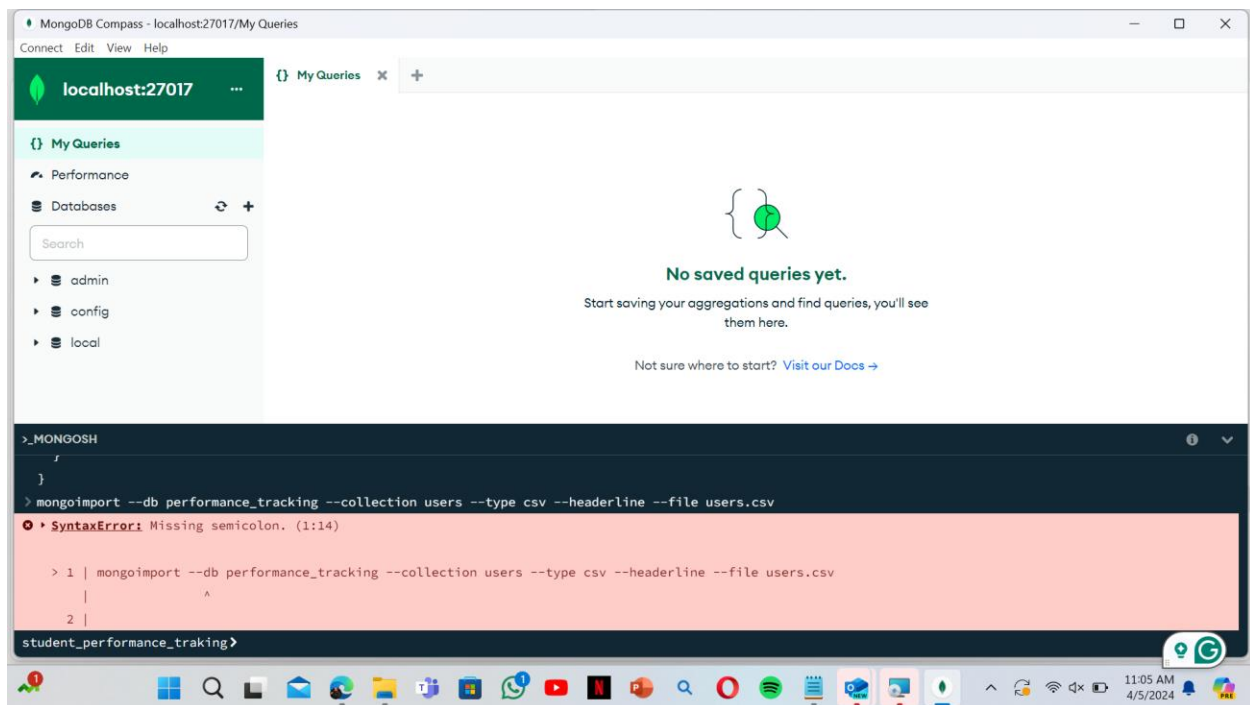 MongoDB Compass - localhost:27017/My Queries
Connect Edit View Help
localhost:27017 ...
{} My Queries
{} My Queries
Performance
Databases
Search
admin
config
local
No saved queries yet.
Start saving your aggregations and find queries, you'll see
them here.
Not sure where to start? Visit our Docs →
>_MONGOSH
}
}
> mongoimport --db performance_tracking --collection users --type csv --headerline --file users.csv
SyntaxError: Missing semicolon. (1:14)
> 1 | mongoimport --db performance_tracking --collection users --type csv --headerline --file users.csv
| ^
2 |
student_performance_traking>
11:05 AM
4/5/2024